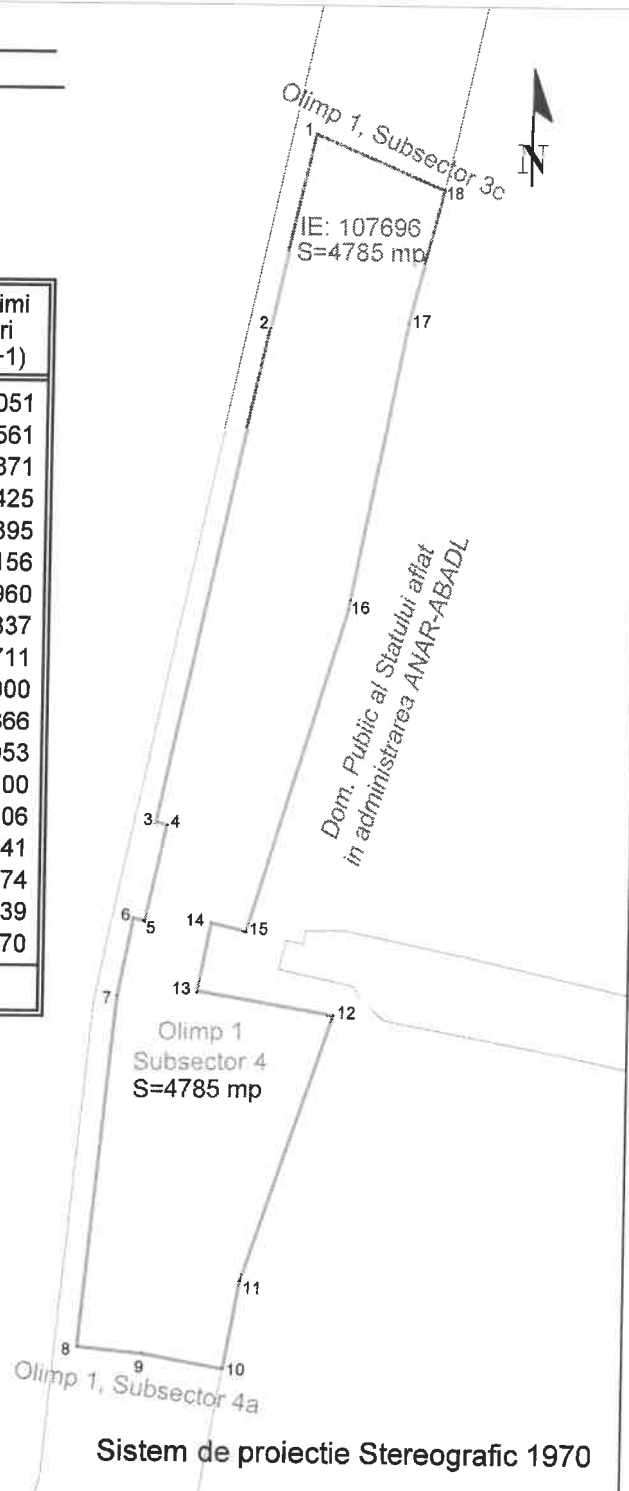 Olimp 1, Subsector 3c
1
18
N
IE: 107696
S=4785 mp
2
17
imi
ri
-1)
051
561
871
425
395
156
960
337
711
000
366
053
00
06
41
74
39
70
16
Dom. Public al Statului aflat
in administrarea ANAR-ABADL
3
4
6
5
14
15
13
7
12
Olimp 1
Subsector 4
S=4785 mp
11
8
9
10
Olimp 1, Subsector 4a
Sistem de proiectie Stereografic 1970